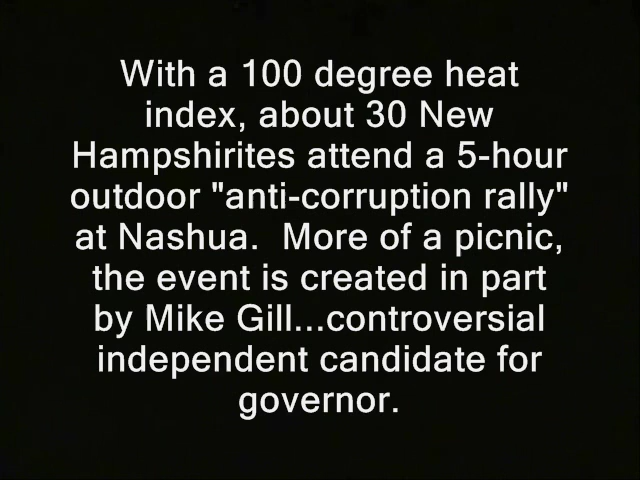 With a 100 degree heat
index, about 30 New
Hampshirites attend a 5-hour
outdoor "anti-corruption rally"
at Nashua.  More of a picnic,
the event is created in part
by Mike Gill...controversial
independent candidate for
governor.